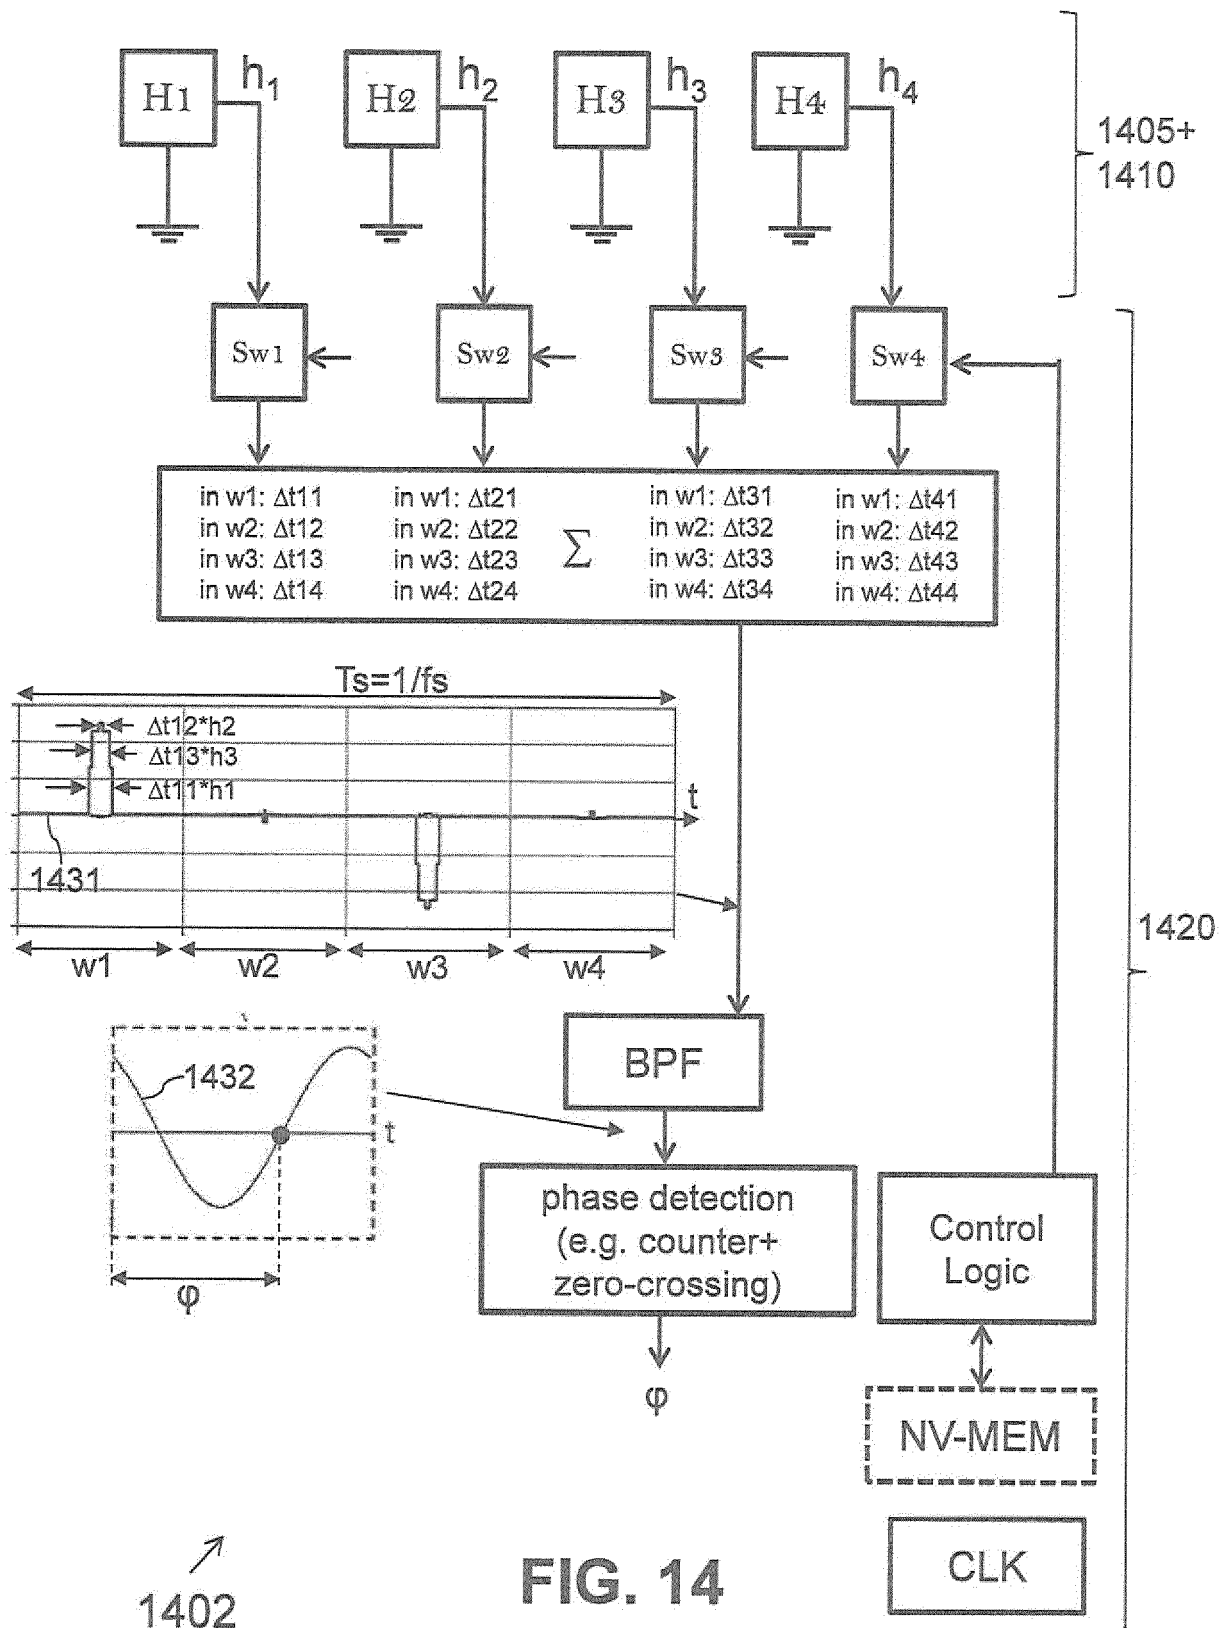 H1
h1
H2
h2
H3
h3
H4
h4
1405+
1410
Sw1
Sw2
Sw3
Sw4
in w1: Δt11
in w2: Δt12
in w3: Δt13
in w4: Δt14
in w1: Δt21
in w2: Δt22
in w3: Δt23
in w4: Δt24
Σ
in w1: Δt31
in w2: Δt32
in w3: Δt33
in w4: Δt34
in w1: Δt41
in w2: Δt42
in w3: Δt43
in w4: Δt44
Ts=1/fs
Δt12*h2
Δt13*h3
Δt11*h1
t
1431
w1
w2
w3
w4
1420
BPF
1432
t
φ
phase detection
(e.g. counter+
zero-crossing)
φ
Control
Logic
NV-MEM
CLK
1402
FIG. 14